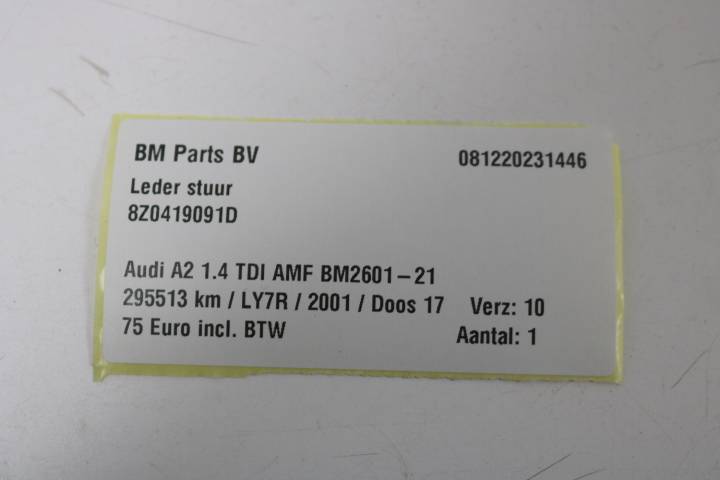 BM Parts BV 081220231446
Leder stuur
8Z0419091D
Audi A2 1.4 TDI AMF BM2601-21
295513 km / LY7R / 2001 / Doos 17 Verz: 10
75 Euro incl. BTW Aantal: 1